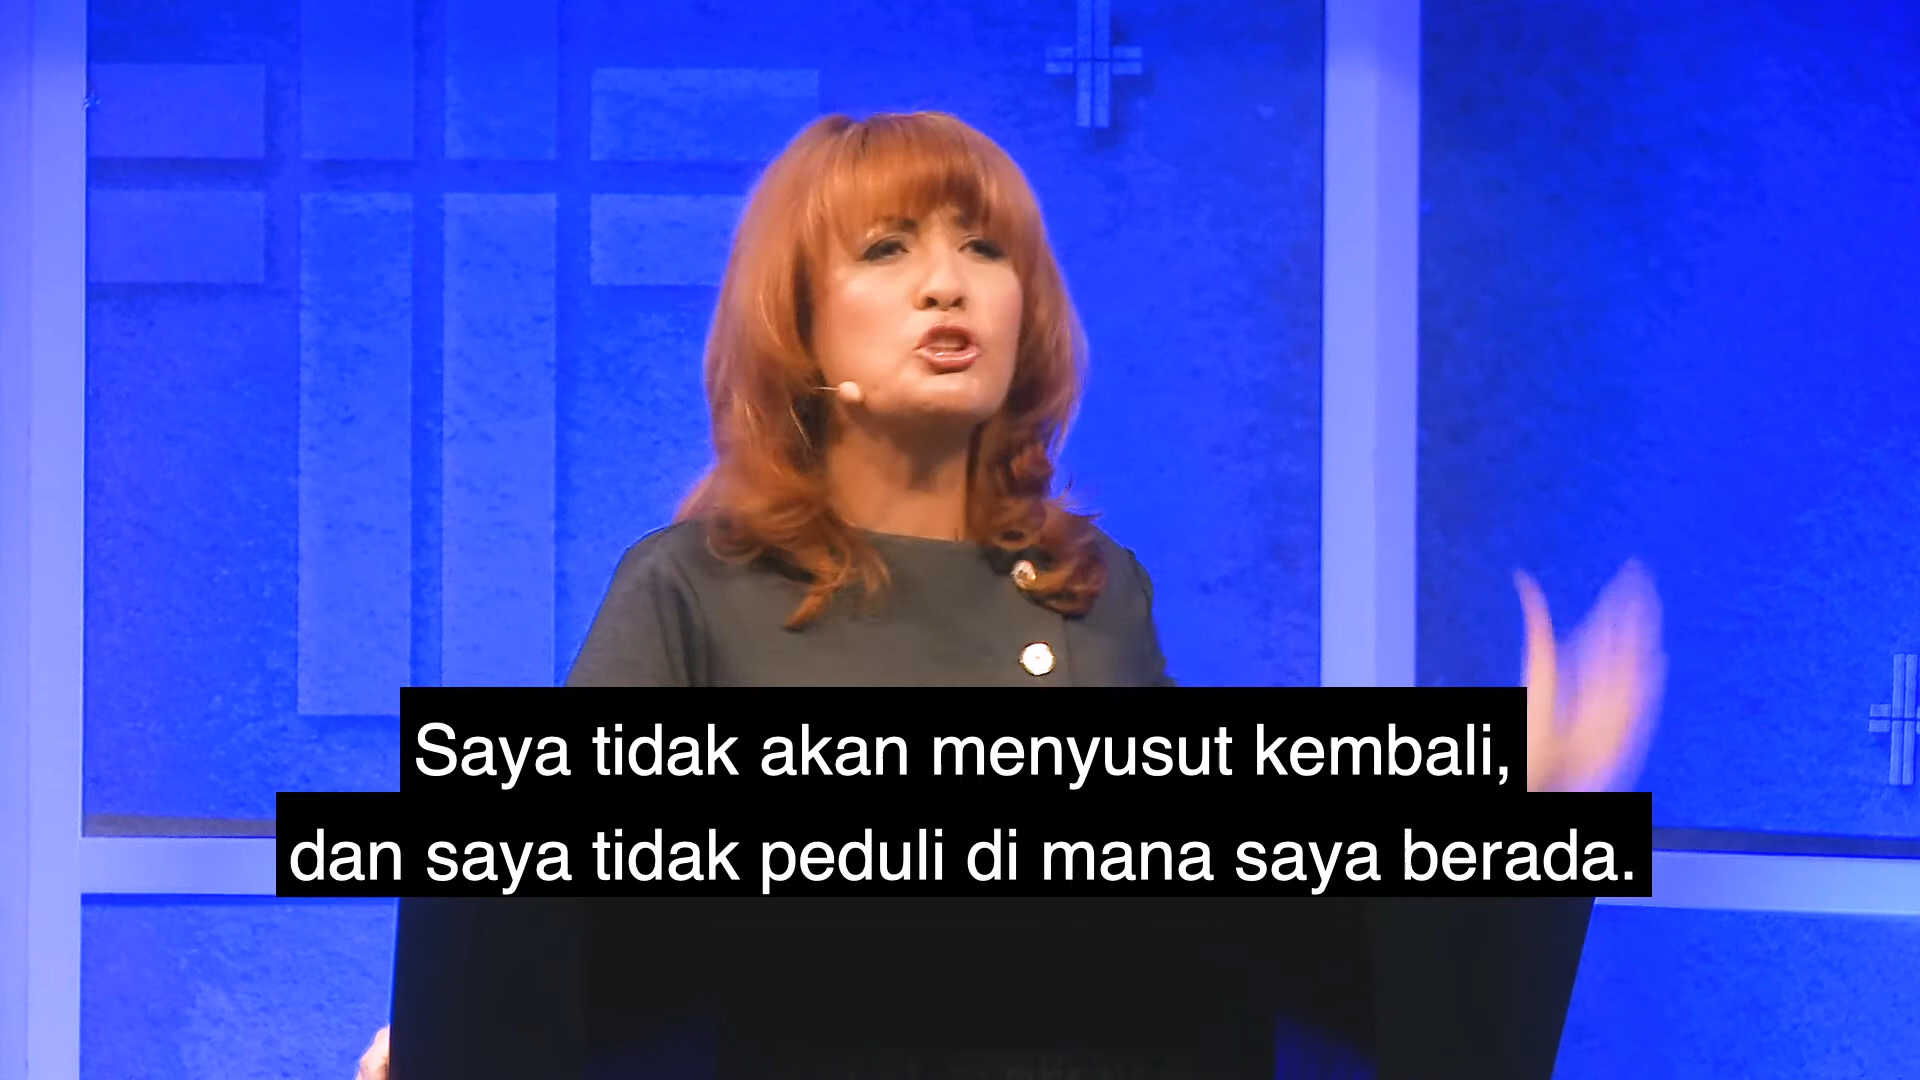 Saya tidak akan menyusut kembali,
dan saya tidak peduli di mana saya berada.